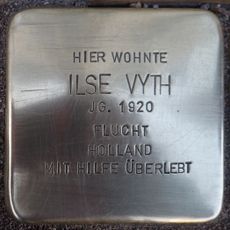 HIER WOHNTE
ILSE VYTH
JG. 1920
FLUCHT
HOLLAND
MIT HILFE ÜBERLEBT